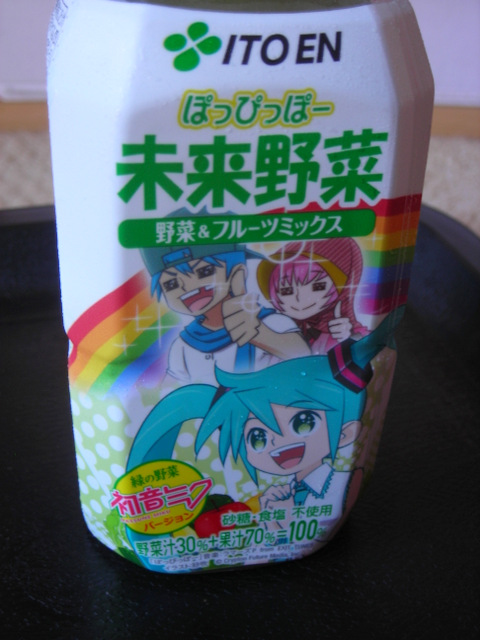 ITO EN
ぽっぴっぽー
未来野菜
野菜&フルーツミックス
緑の野菜
初音ミク
バージョン
砂糖・食塩 不使用
野菜汁30%+果汁70%=100%